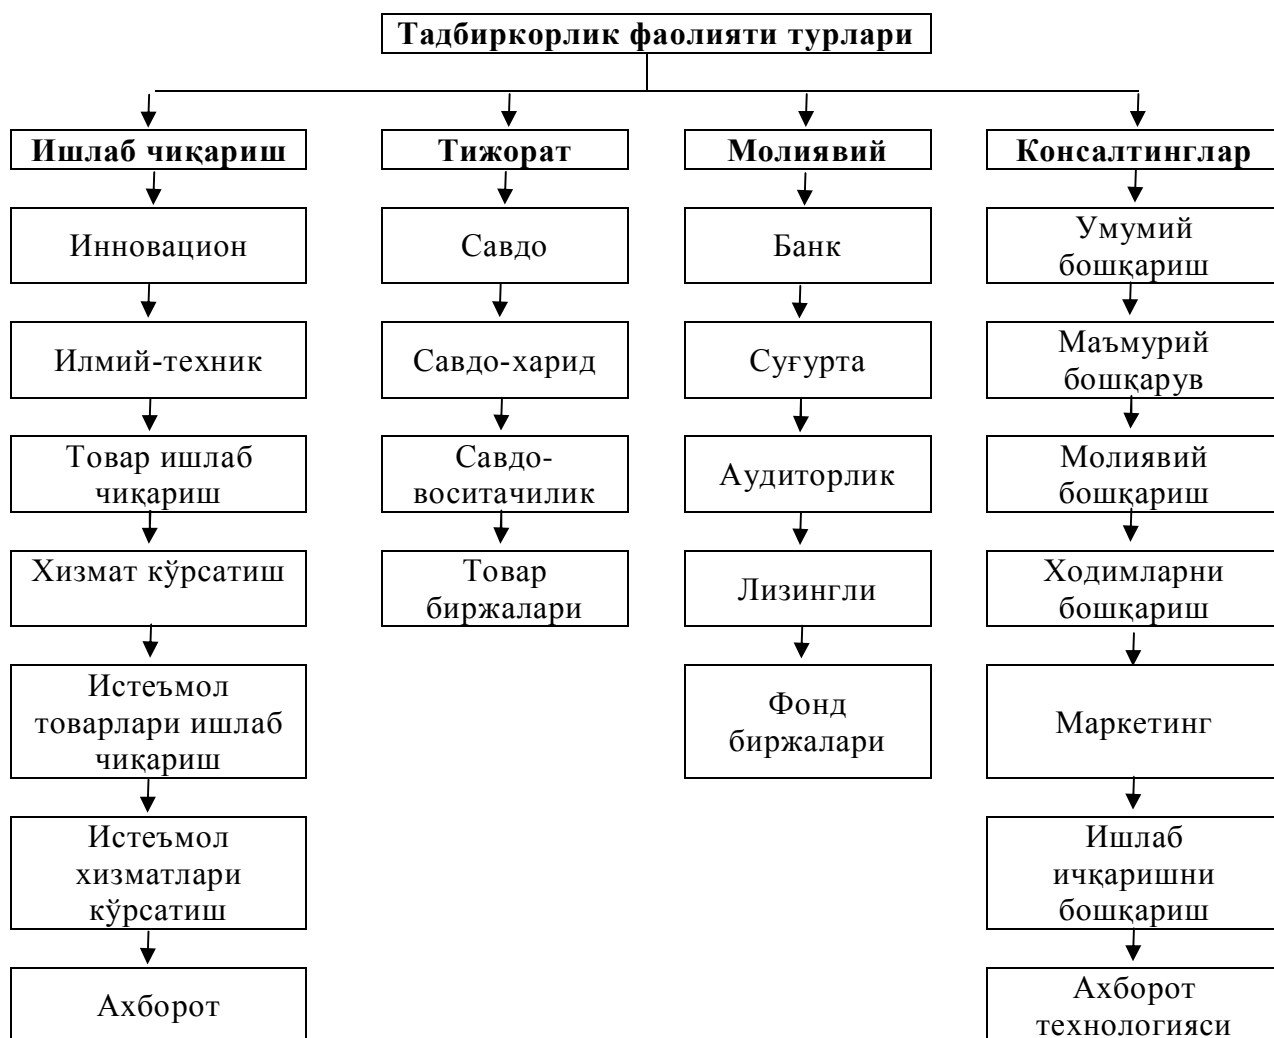 Тадбиркорлик фаолияти турлари
Ишлаб чиқариш
Тижорат
Молиявий
Консалтинглар
Инновацион
Савдо
Банк
Умумий
бошқариш
Илмий-техник
Савдо-харид
Суғурта
Маъмурий
бошқарув
Товар ишлаб
чиқариш
Савдо-
воситачилик
Аудиторлик
Молиявий
бошқариш
Хизмат кўрсатиш
Товар
биржалари
Лизингли
Ходимларни
бошқариш
Истеъмол
товарлари ишлаб
чиқариш
Фонд
биржалари
Маркетинг
Истеъмол
хизматлари
кўрсатиш
Ишлаб
ичқаришни
бошқариш
Ахборот
Ахборот
технологияси